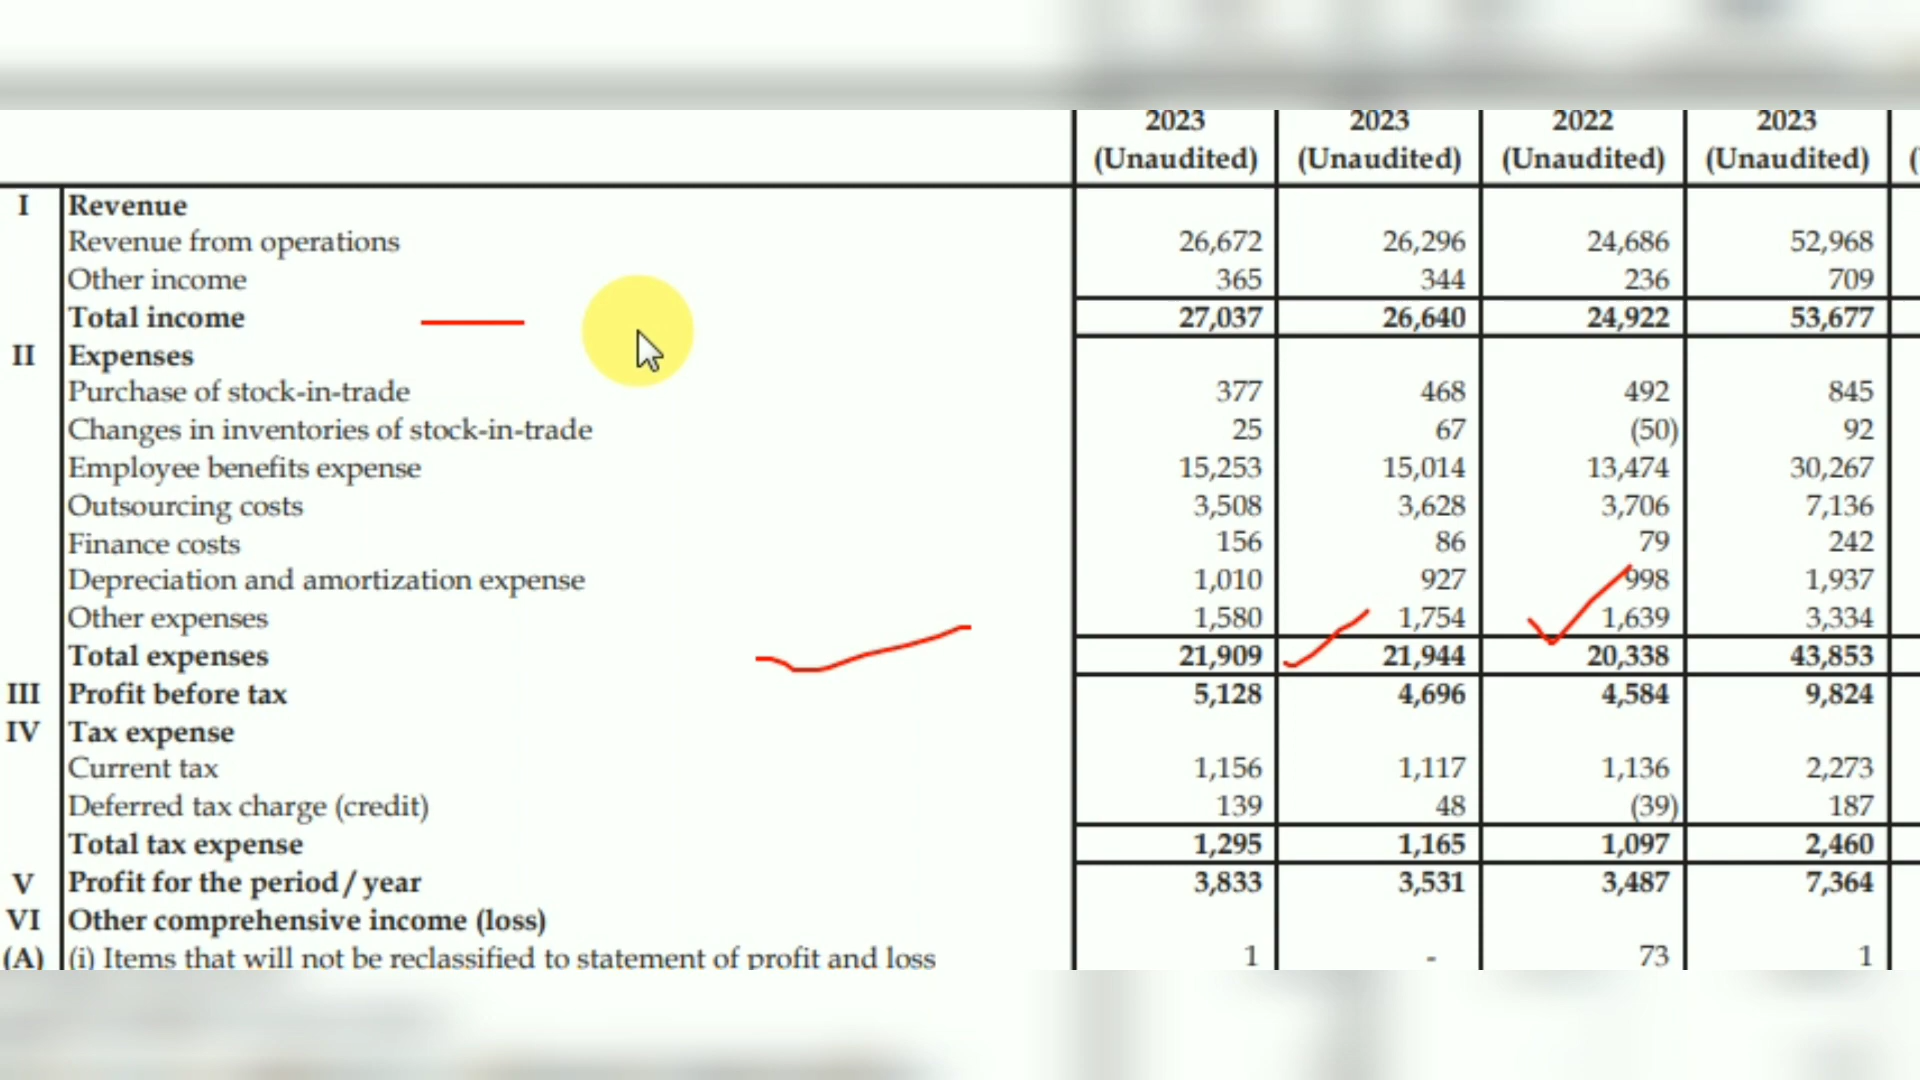 2023 2023 2022 2023
(Unaudited) (Unaudited) (Unaudited) (Unaudited) (
I Revenue
Revenue from operations 26,672 26,296 24,686 52,968
Other income 365 344 236 709
Total income 27,037 26,640 24,922 53,677
II Expenses
Purchase of stock-in-trade 377 468 492 845
Changes in inventories of stock-in-trade 25 67 (50) 92
Employee benefits expense 15,253 15,014 13,474 30,267
Outsourcing costs 3,508 3,628 3,706 7,136
Finance costs 156 86 79 242
Depreciation and amortization expense 1,010 927 998 1,937
Other expenses 1,580 1,754 1,639 3,334
Total expenses 21,909 21,944 20,338 43,853
III Profit before tax 5,128 4,696 4,584 9,824
IV Tax expense
Current tax 1,156 1,117 1,136 2,273
Deferred tax charge (credit) 139 48 (39) 187
Total tax expense 1,295 1,165 1,097 2,460
V Profit for the period / year 3,833 3,531 3,487 7,364
VI Other comprehensive income (loss)
(A) (i) Items that will not be reclassified to statement of profit and loss 1 - 73 1